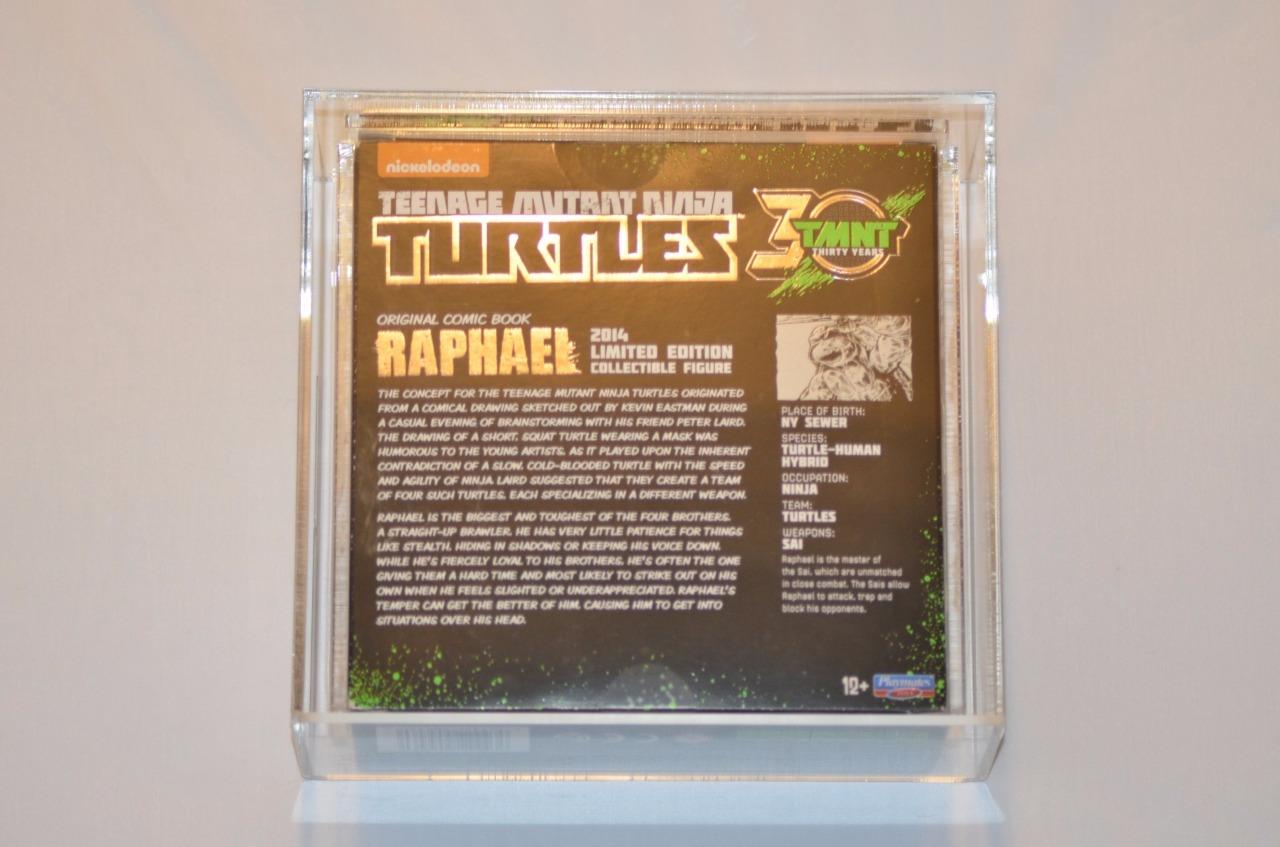 nickelodeon
TEENAGE MUTANT NINJA
TURTLES
30
TMNT
THIRTY YEARS
ORIGINAL COMIC BOOK
RAPHAEL
2014
LIMITED EDITION
COLLECTIBLE FIGURE
THE CONCEPT FOR THE TEENAGE MUTANT NINJA TURTLES ORIGINATED
FROM A COMICAL DRAWING SKETCHED OUT BY KEVIN EASTMAN DURING
A CASUAL EVENING OF BRAINSTORMING WITH HIS FRIEND PETER LAIRD.
THE DRAWING OF A SHORT, SQUAT TURTLE WEARING A MASK WAS
HUMOROUS TO THE YOUNG ARTISTS, AS IT PLAYED UPON THE INHERENT
CONTRADICTION OF A SLOW, COLD-BLOODED TURTLE WITH THE SPEED
AND AGILITY OF NINJA. LAIRD SUGGESTED THAT THEY CREATE A TEAM
OF FOUR SUCH TURTLES, EACH SPECIALIZING IN A DIFFERENT WEAPON.
RAPHAEL IS THE BIGGEST AND TOUGHEST OF THE FOUR BROTHERS.
A STRAIGHT-UP BRAWLER, HE HAS VERY LITTLE PATIENCE FOR THINGS
LIKE STEALTH, HIDING IN SHADOWS OR KEEPING HIS VOICE DOWN.
WHILE HE'S FIERCELY LOYAL TO HIS BROTHERS, HE'S OFTEN THE ONE
GIVING THEM A HARD TIME AND MOST LIKELY TO STRIKE OUT ON HIS
OWN WHEN HE FEELS SLIGHTED OR UNDERAPPRECIATED. RAPHAEL'S
TEMPER CAN GET THE BETTER OF HIM, CAUSING HIM TO GET INTO
SITUATIONS OVER HIS HEAD.
PLACE OF BIRTH:
NY SEWER
SPECIES:
TURTLE-HUMAN
HYBRID
OCCUPATION:
NINJA
TEAM:
TURTLES
WEAPONS:
SAI
Raphael is the master of
the Sai, which are unmatched
in close combat. The Sais allow
Raphael to attack, trap and
block his opponents.
12+
Playmates